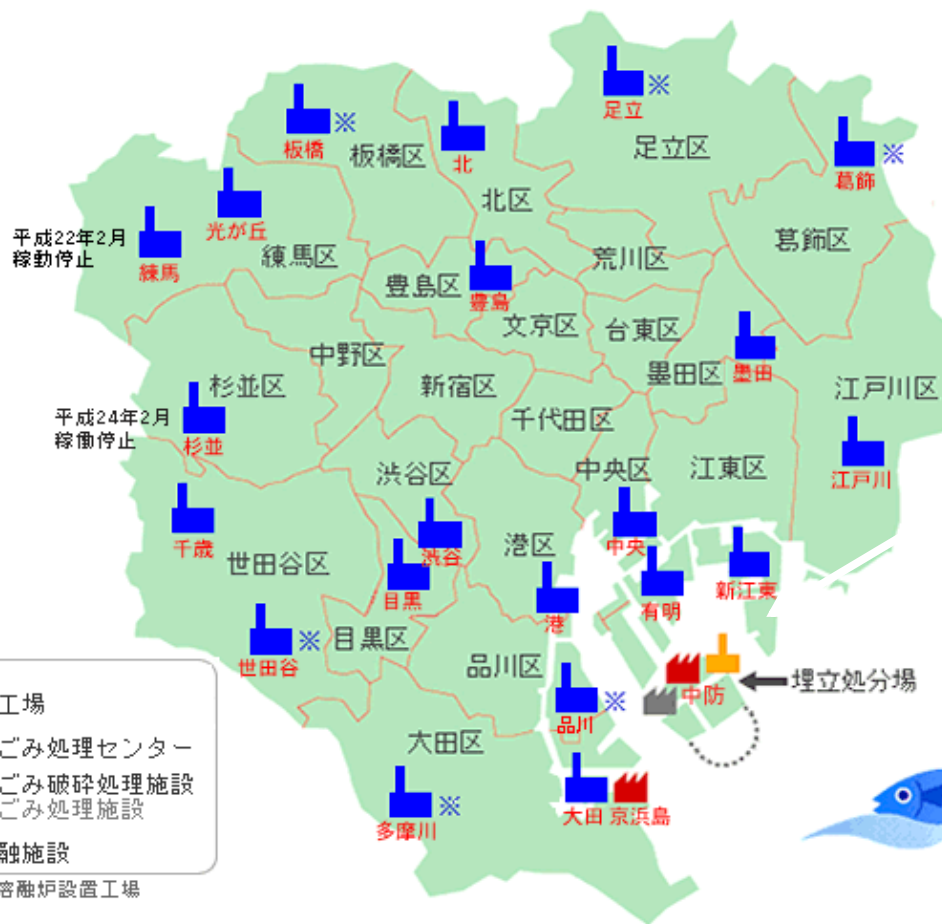 足立
※
板橋
※
板橋区
北
足立区
葛飾
※
光が丘
北区
平成22年2月
稼動停止
練馬
練馬区
荒川区
葛飾区
豊島区
豊島
文京区
台東区
中野区
墨田区
墨田
杉並区
新宿区
江戸川区
平成24年2月
稼働停止
杉並
千代田区
渋谷区
中央区
江東区
江戸川
千歳
世田谷区
渋谷
港区
中央
目黒
有明
新江東
港
世田谷
※
目黒区
品川区
中防
埋立処分場
品川
※
大田区
多摩川
※
大田
京浜島
工場
ごみ処理センター
ごみ破砕処理施設
ごみ処理施設
融施設
溶融炉設置工場